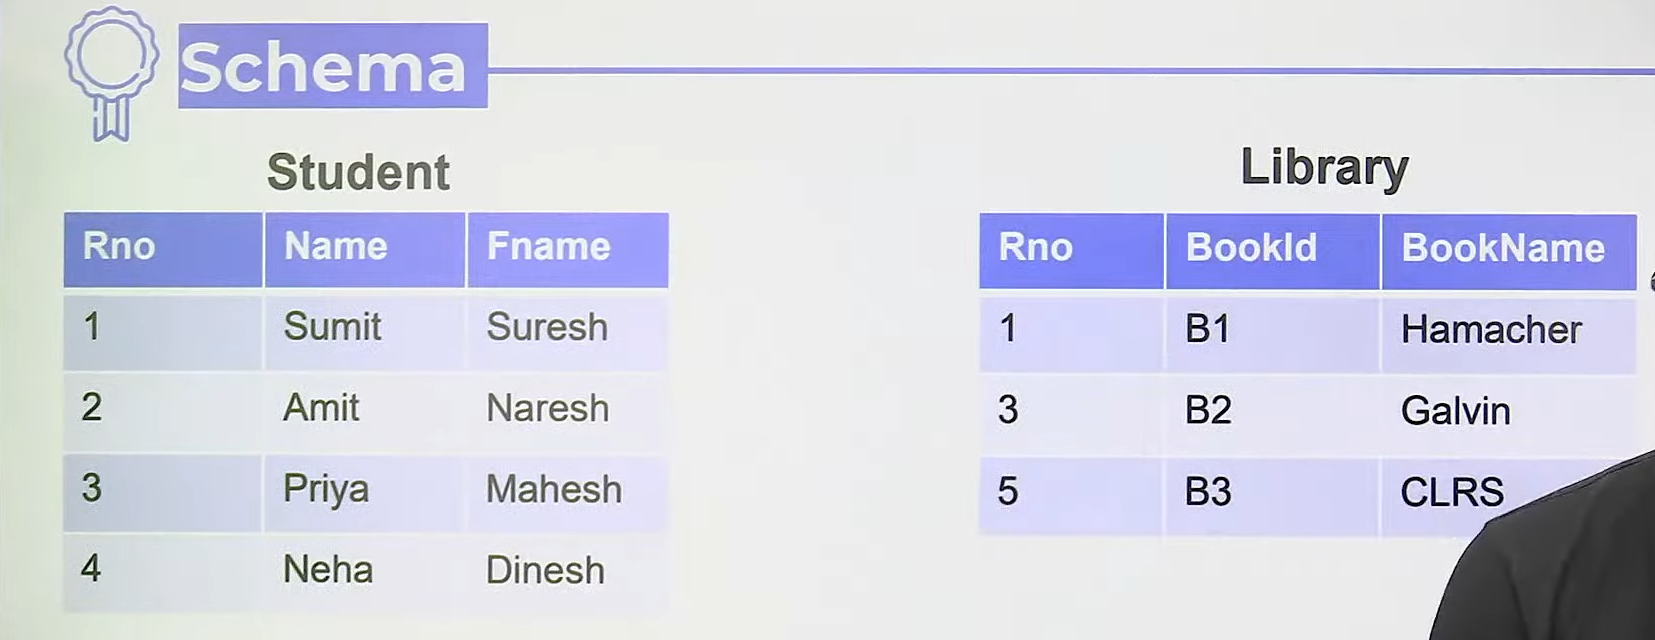 Schema
Student
Rno Name Fname
1 Sumit Suresh
2 Amit Naresh
3 Priya Mahesh
4 Neha Dinesh
Library
Rno BookId BookName
1 B1 Hamacher
3 B2 Galvin
5 B3 CLRS